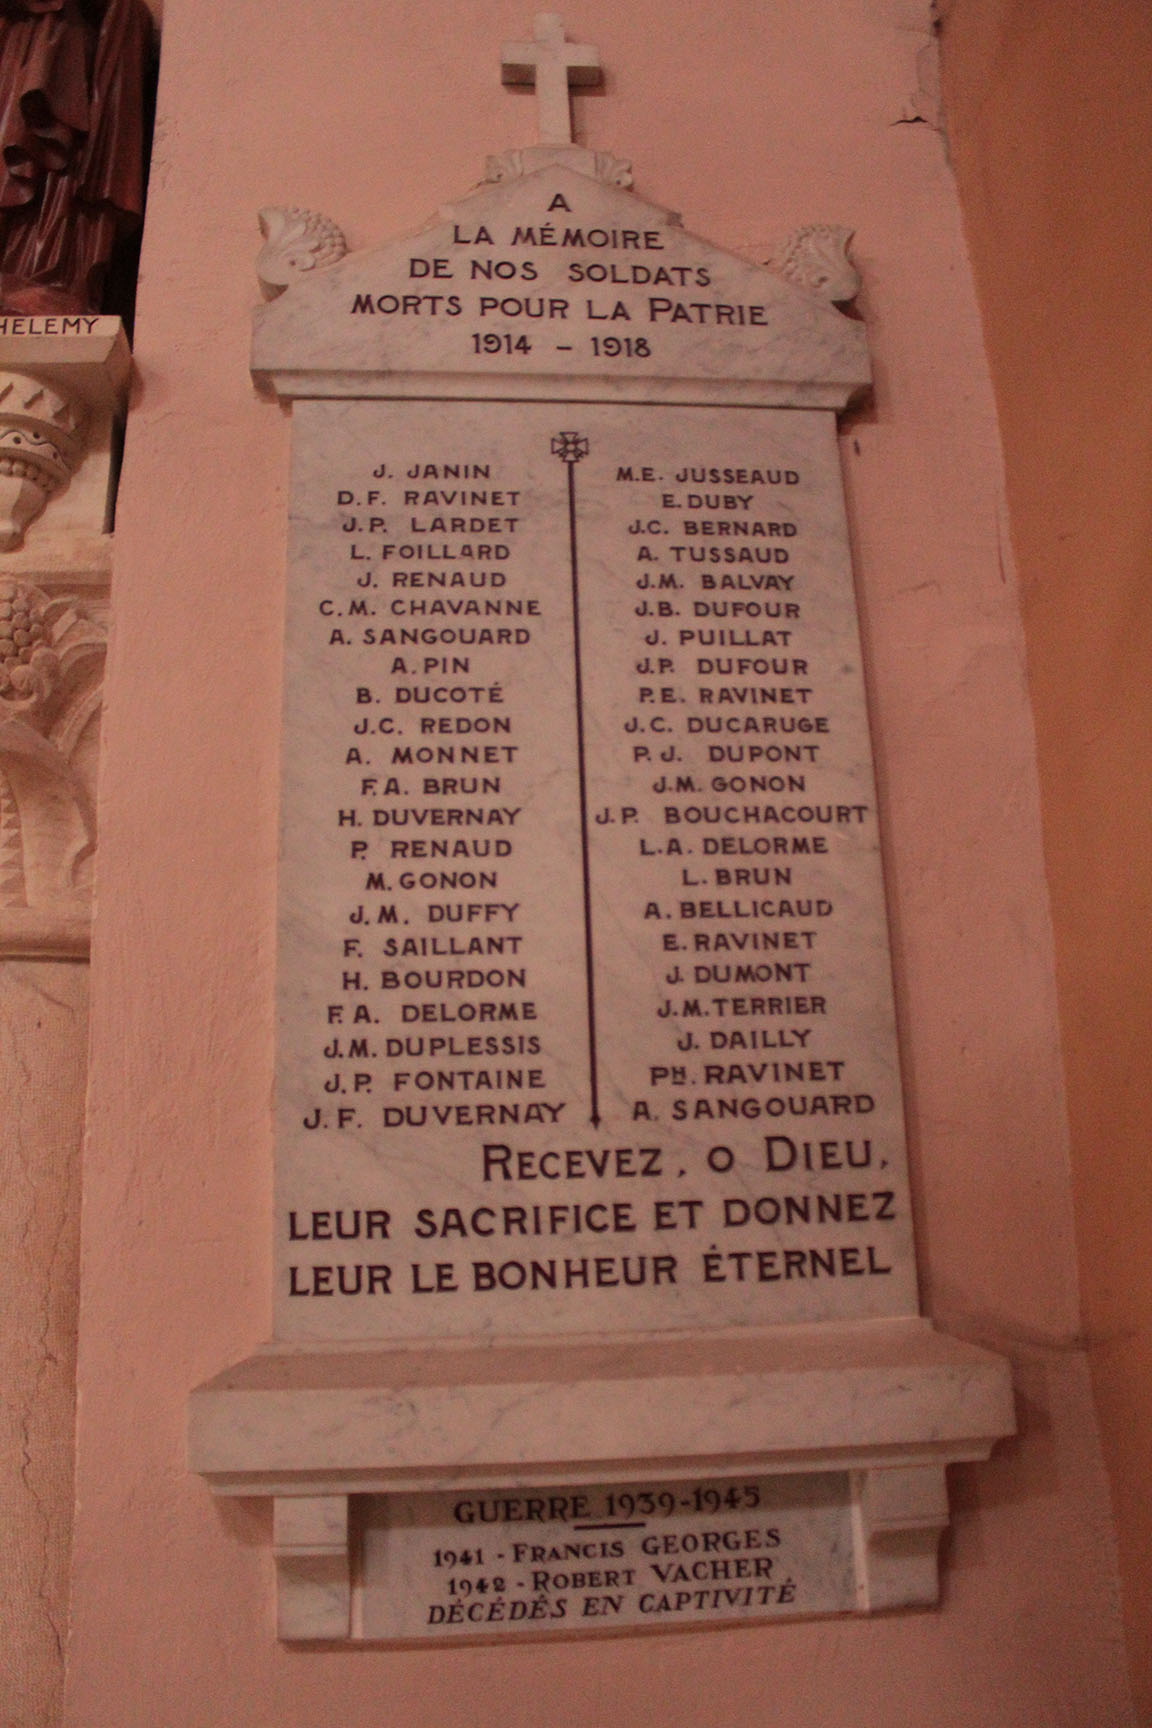 HELEMY
A
LA MÉMOIRE
DE NOS SOLDATS
MORTS POUR LA PATRIE
1914 - 1918
J. JANIN
D.F. RAVINET
J.P. LARDET
L. FOILLARD
J. RENAUD
C.M. CHAVANNE
A. SANGOUARD
A. PIN
B. DUCOTÉ
J.C. REDON
A. MONNET
F.A. BRUN
H. DUVERNAY
P. RENAUD
M. GONON
J.M. DUFFY
F. SAILLANT
H. BOURDON
F.A. DELORME
J.M. DUPLESSIS
J.P. FONTAINE
J.F. DUVERNAY
M.E. JUSSEAUD
E. DUBY
J.C. BERNARD
A. TUSSAUD
J.M. BALVAY
J.B. DUFOUR
J. PUILLAT
J.P. DUFOUR
P.E. RAVINET
J.C. DUCARUGE
P.J. DUPONT
J.M. GONON
J.P. BOUCHACOURT
L.A. DELORME
L. BRUN
A. BELLICAUD
E. RAVINET
J. DUMONT
J.M. TERRIER
J. DAILLY
PH. RAVINET
A. SANGOUARD
RECEVEZ, O DIEU,
LEUR SACRIFICE ET DONNEZ
LEUR LE BONHEUR ÉTERNEL
GUERRE 1939-1945
1941 - FRANCIS GEORGES
1942 - ROBERT VACHER
DÉCÉDÉS EN CAPTIVITÉ